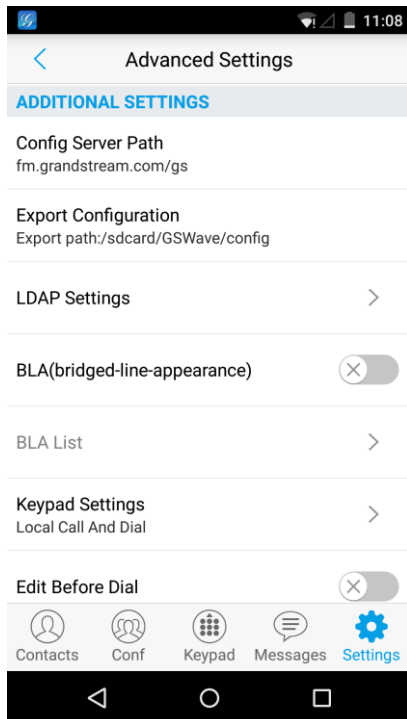 11:08
Advanced Settings
ADDITIONAL SETTINGS
Config Server Path
fm.grandstream.com/gs
Export Configuration
Export path:/sdcard/GSWave/config
LDAP Settings
BLA(bridged-line-appearance)
BLA List
Keypad Settings
Local Call And Dial
Edit Before Dial
Contacts Conf Keypad Messages Settings